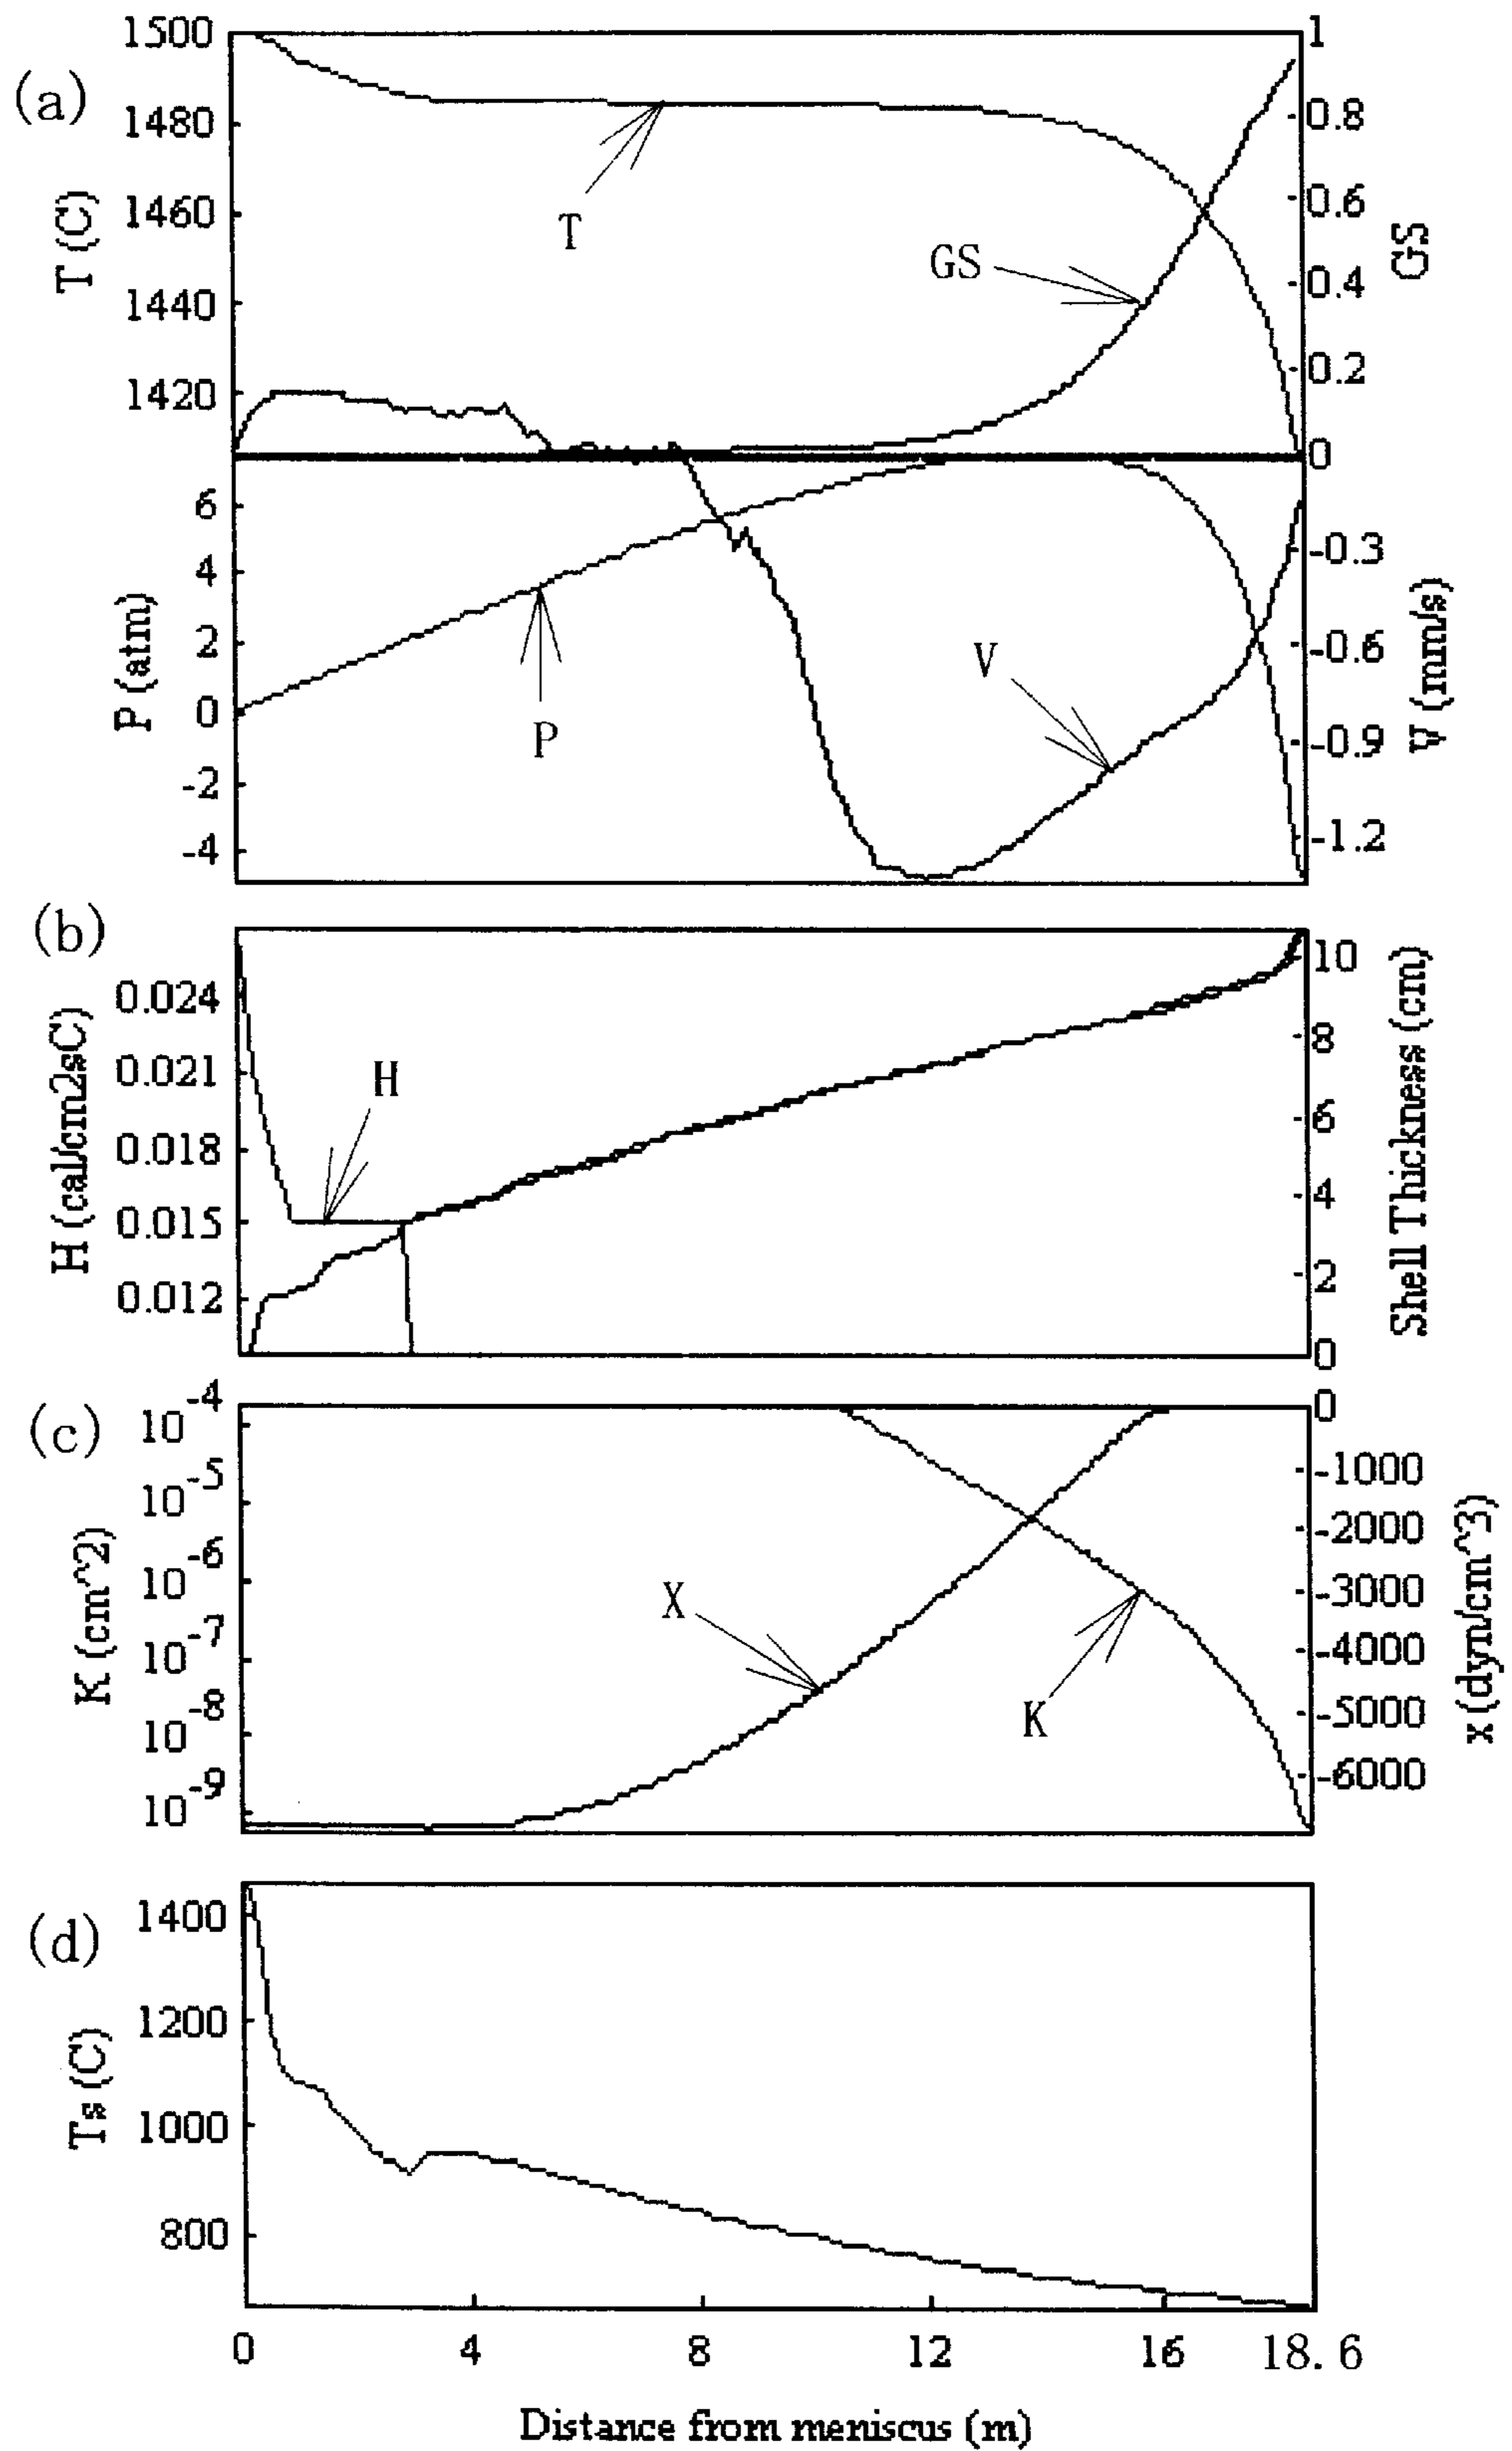 (a)
1500
1480
1460
1440
1420
T (C)
1
0.8
0.6
0.4
0.2
0
GS
T
GS
6
4
2
0
-2
-4
P (atm)
-0.3
-0.6
-0.9
-1.2
V (mm/s)
P
V
(b)
0.024
0.021
0.018
0.015
0.012
H (cal/cm2sC)
10
8
6
4
2
0
Shell Thickness (cm)
H
(c)
10^-4
10^-5
10^-6
10^-7
10^-8
10^-9
K (cm^2)
0
-1000
-2000
-3000
-4000
-5000
-6000
x (dyn/cm^3)
X
K
(d)
1400
1200
1000
800
Ts (C)
0 4 8 12 16 18.6
Distance from meniscus (m)